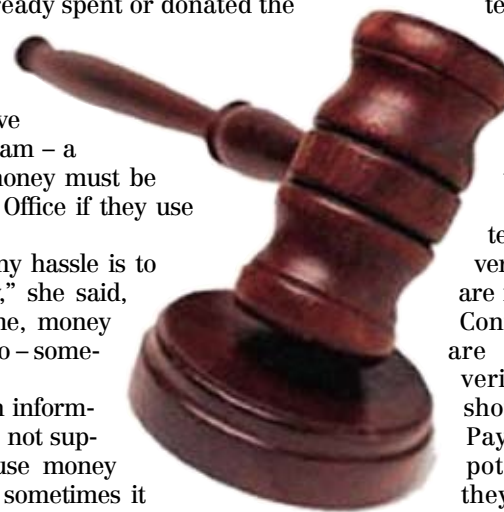 ready spent or donated the
ve
am – a
money must be
Office if they use
ny hassle is to
,” she said,
me, money
o – some-
n inform-
not sup-
use money
sometimes it
te
te
ver
are
Con
are
veri
sho
Pay
pot
they